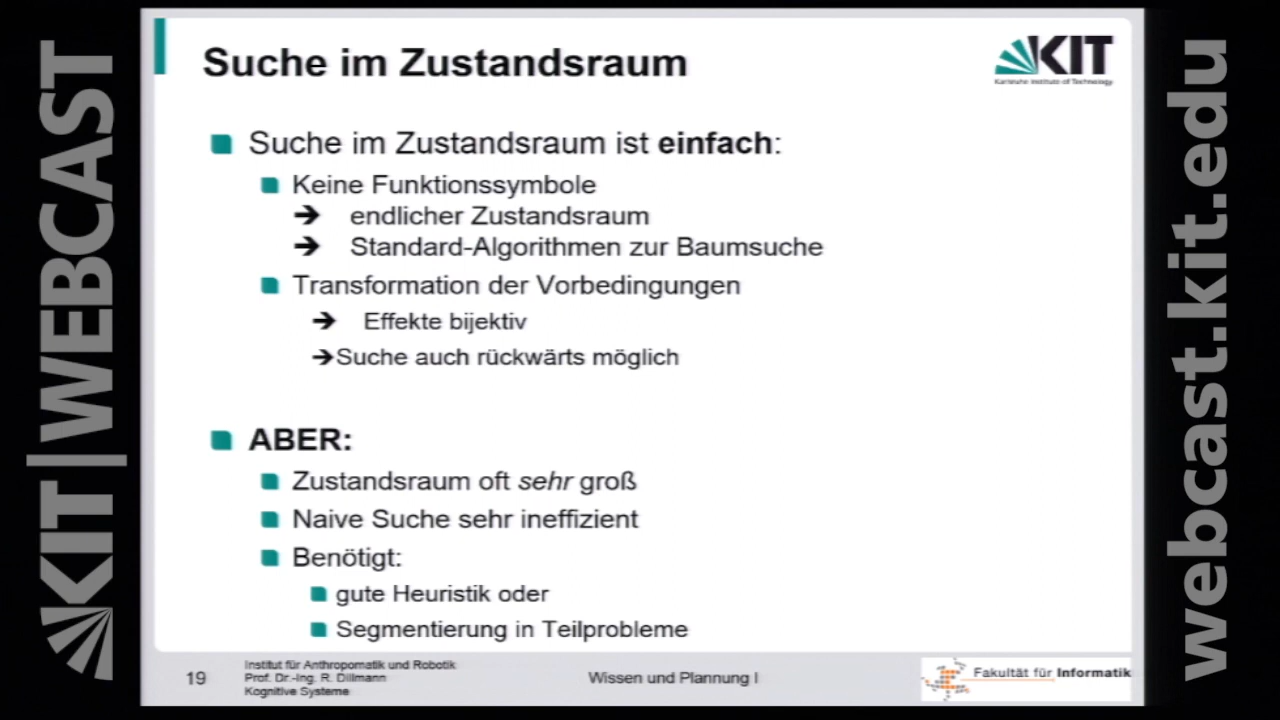 KIT|WEBCAST
Suche im Zustandsraum
KIT
Karlsruhe Institute of Technology
Suche im Zustandsraum ist einfach:
Keine Funktionssymbole
➔ endlicher Zustandsraum
➔ Standard-Algorithmen zur Baumsuche
Transformation der Vorbedingungen
➔ Effekte bijektiv
➔Suche auch rückwärts möglich
ABER:
Zustandsraum oft sehr groß
Naive Suche sehr ineffizient
Benötigt:
gute Heuristik oder
Segmentierung in Teilprobleme
19
Institut für Anthropomatik und Robotik
Prof. Dr.-Ing. R. Dillmann
Kognitive Systeme
Wissen und Planung I
Fakultät für Informatik
webcast.kit.edu